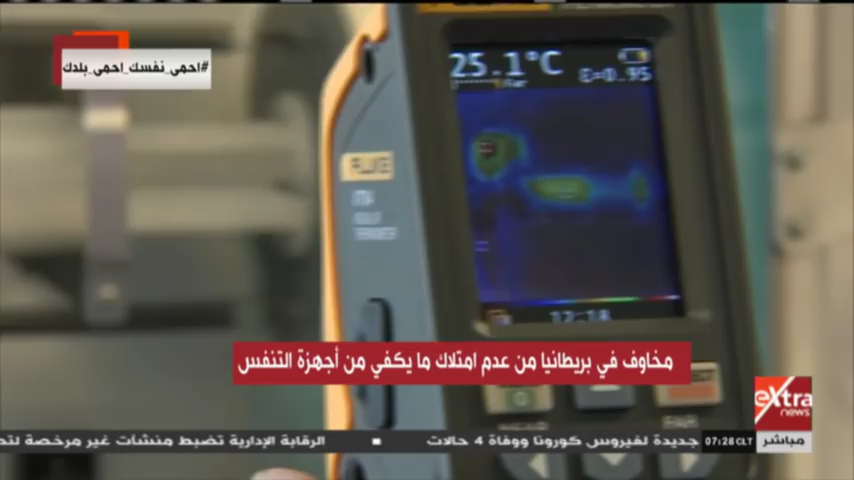 #احمى_نفسك_احمى_بلدك
25.1°C
ε=0.95
FLUKE
12:18
مخاوف في بريطانيا من عدم امتلاك ما يكفي من أجهزة التنفس
eXtra
news
مباشر
07:28 CLT
جديدة لفيروس كورونا ووفاة 4 حالات ■ الرقابة الإدارية تضبط منشآت غير مرخصة